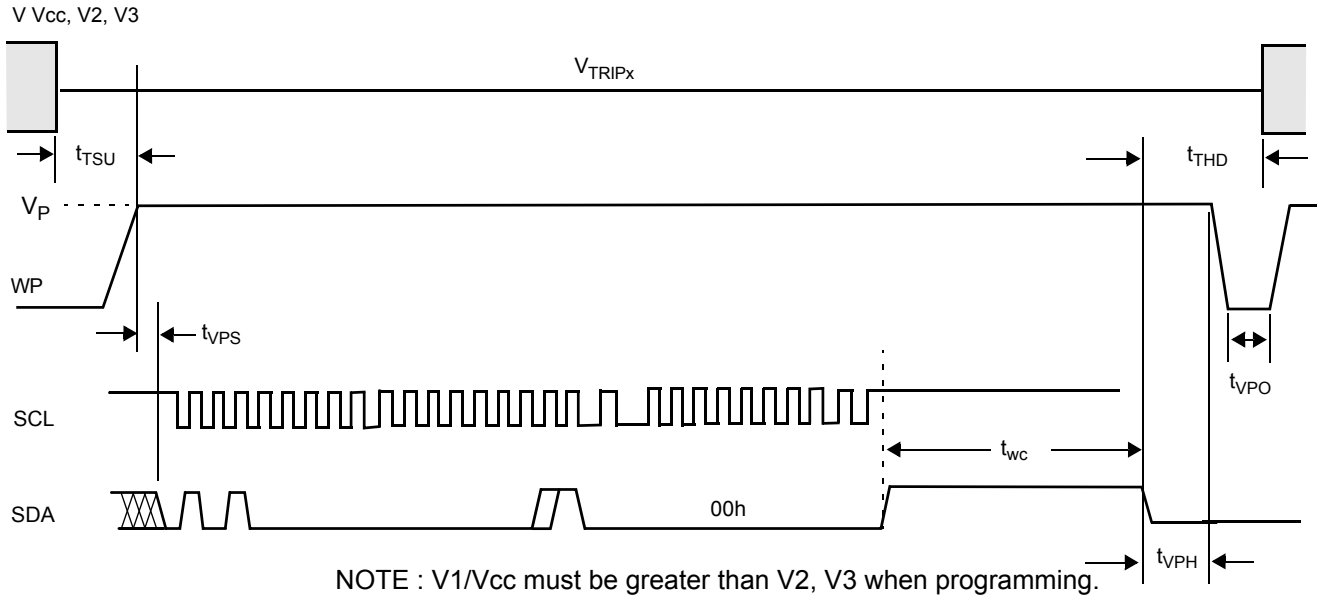 V Vcc, V2, V3
VTRIPx
tTSU
tTHD
VP
WP
tVPS
tVPO
SCL
twc
SDA
00h
tVPH
NOTE : V1/Vcc must be greater than V2, V3 when programming.